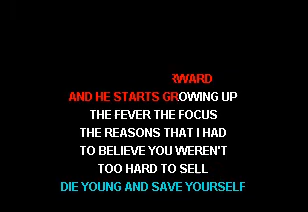 RWARD
AND HE STARTS GROWING UP
THE FEVER THE FOCUS
THE REASONS THAT I HAD
TO BELIEVE YOU WEREN'T
TOO HARD TO SELL
DIE YOUNG AND SAVE YOURSELF